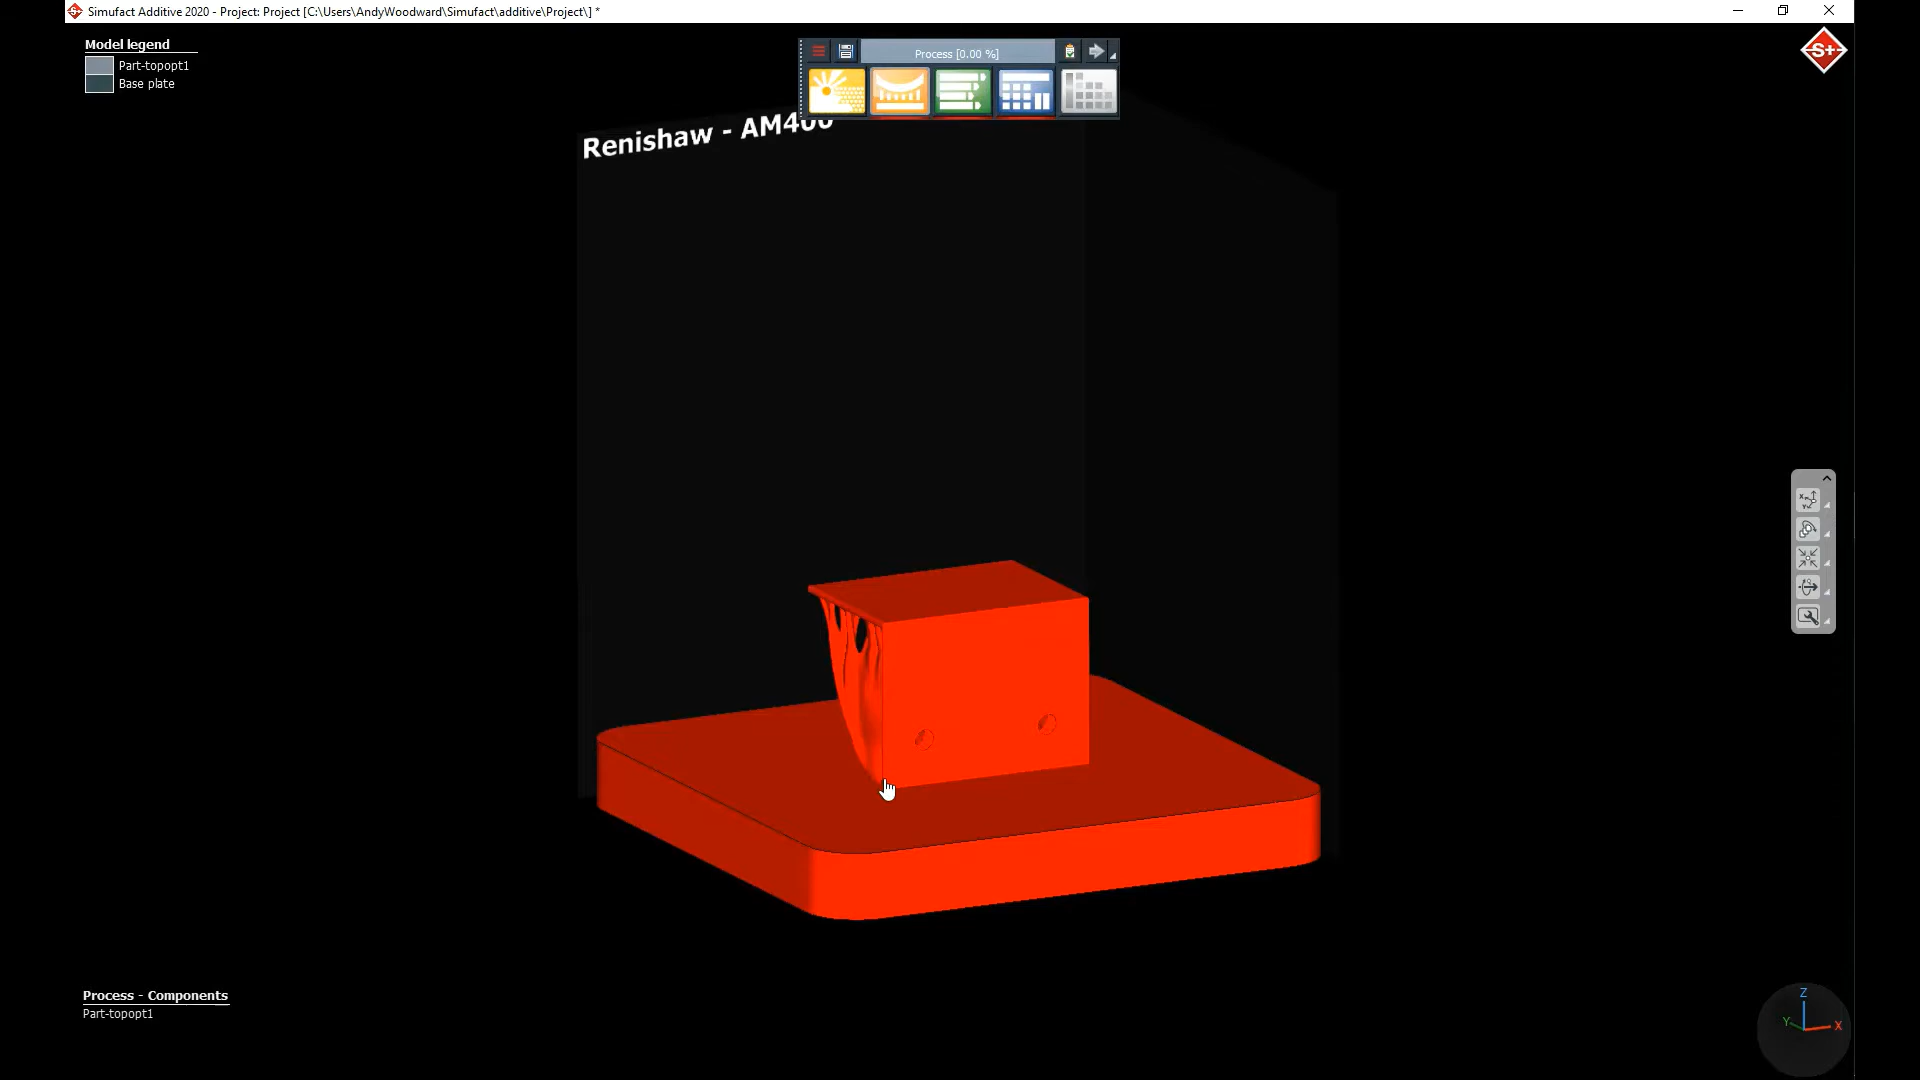 Simufact Additive 2020 - Project: Project [C:\Users\AndyWoodward\Simufact\additive\Project\] *
Model legend
Part-topopt1
Base plate
Process [0.00 %]
S+
Renishaw - AM400
Process - Components
Part-topopt1
Z
Y
X